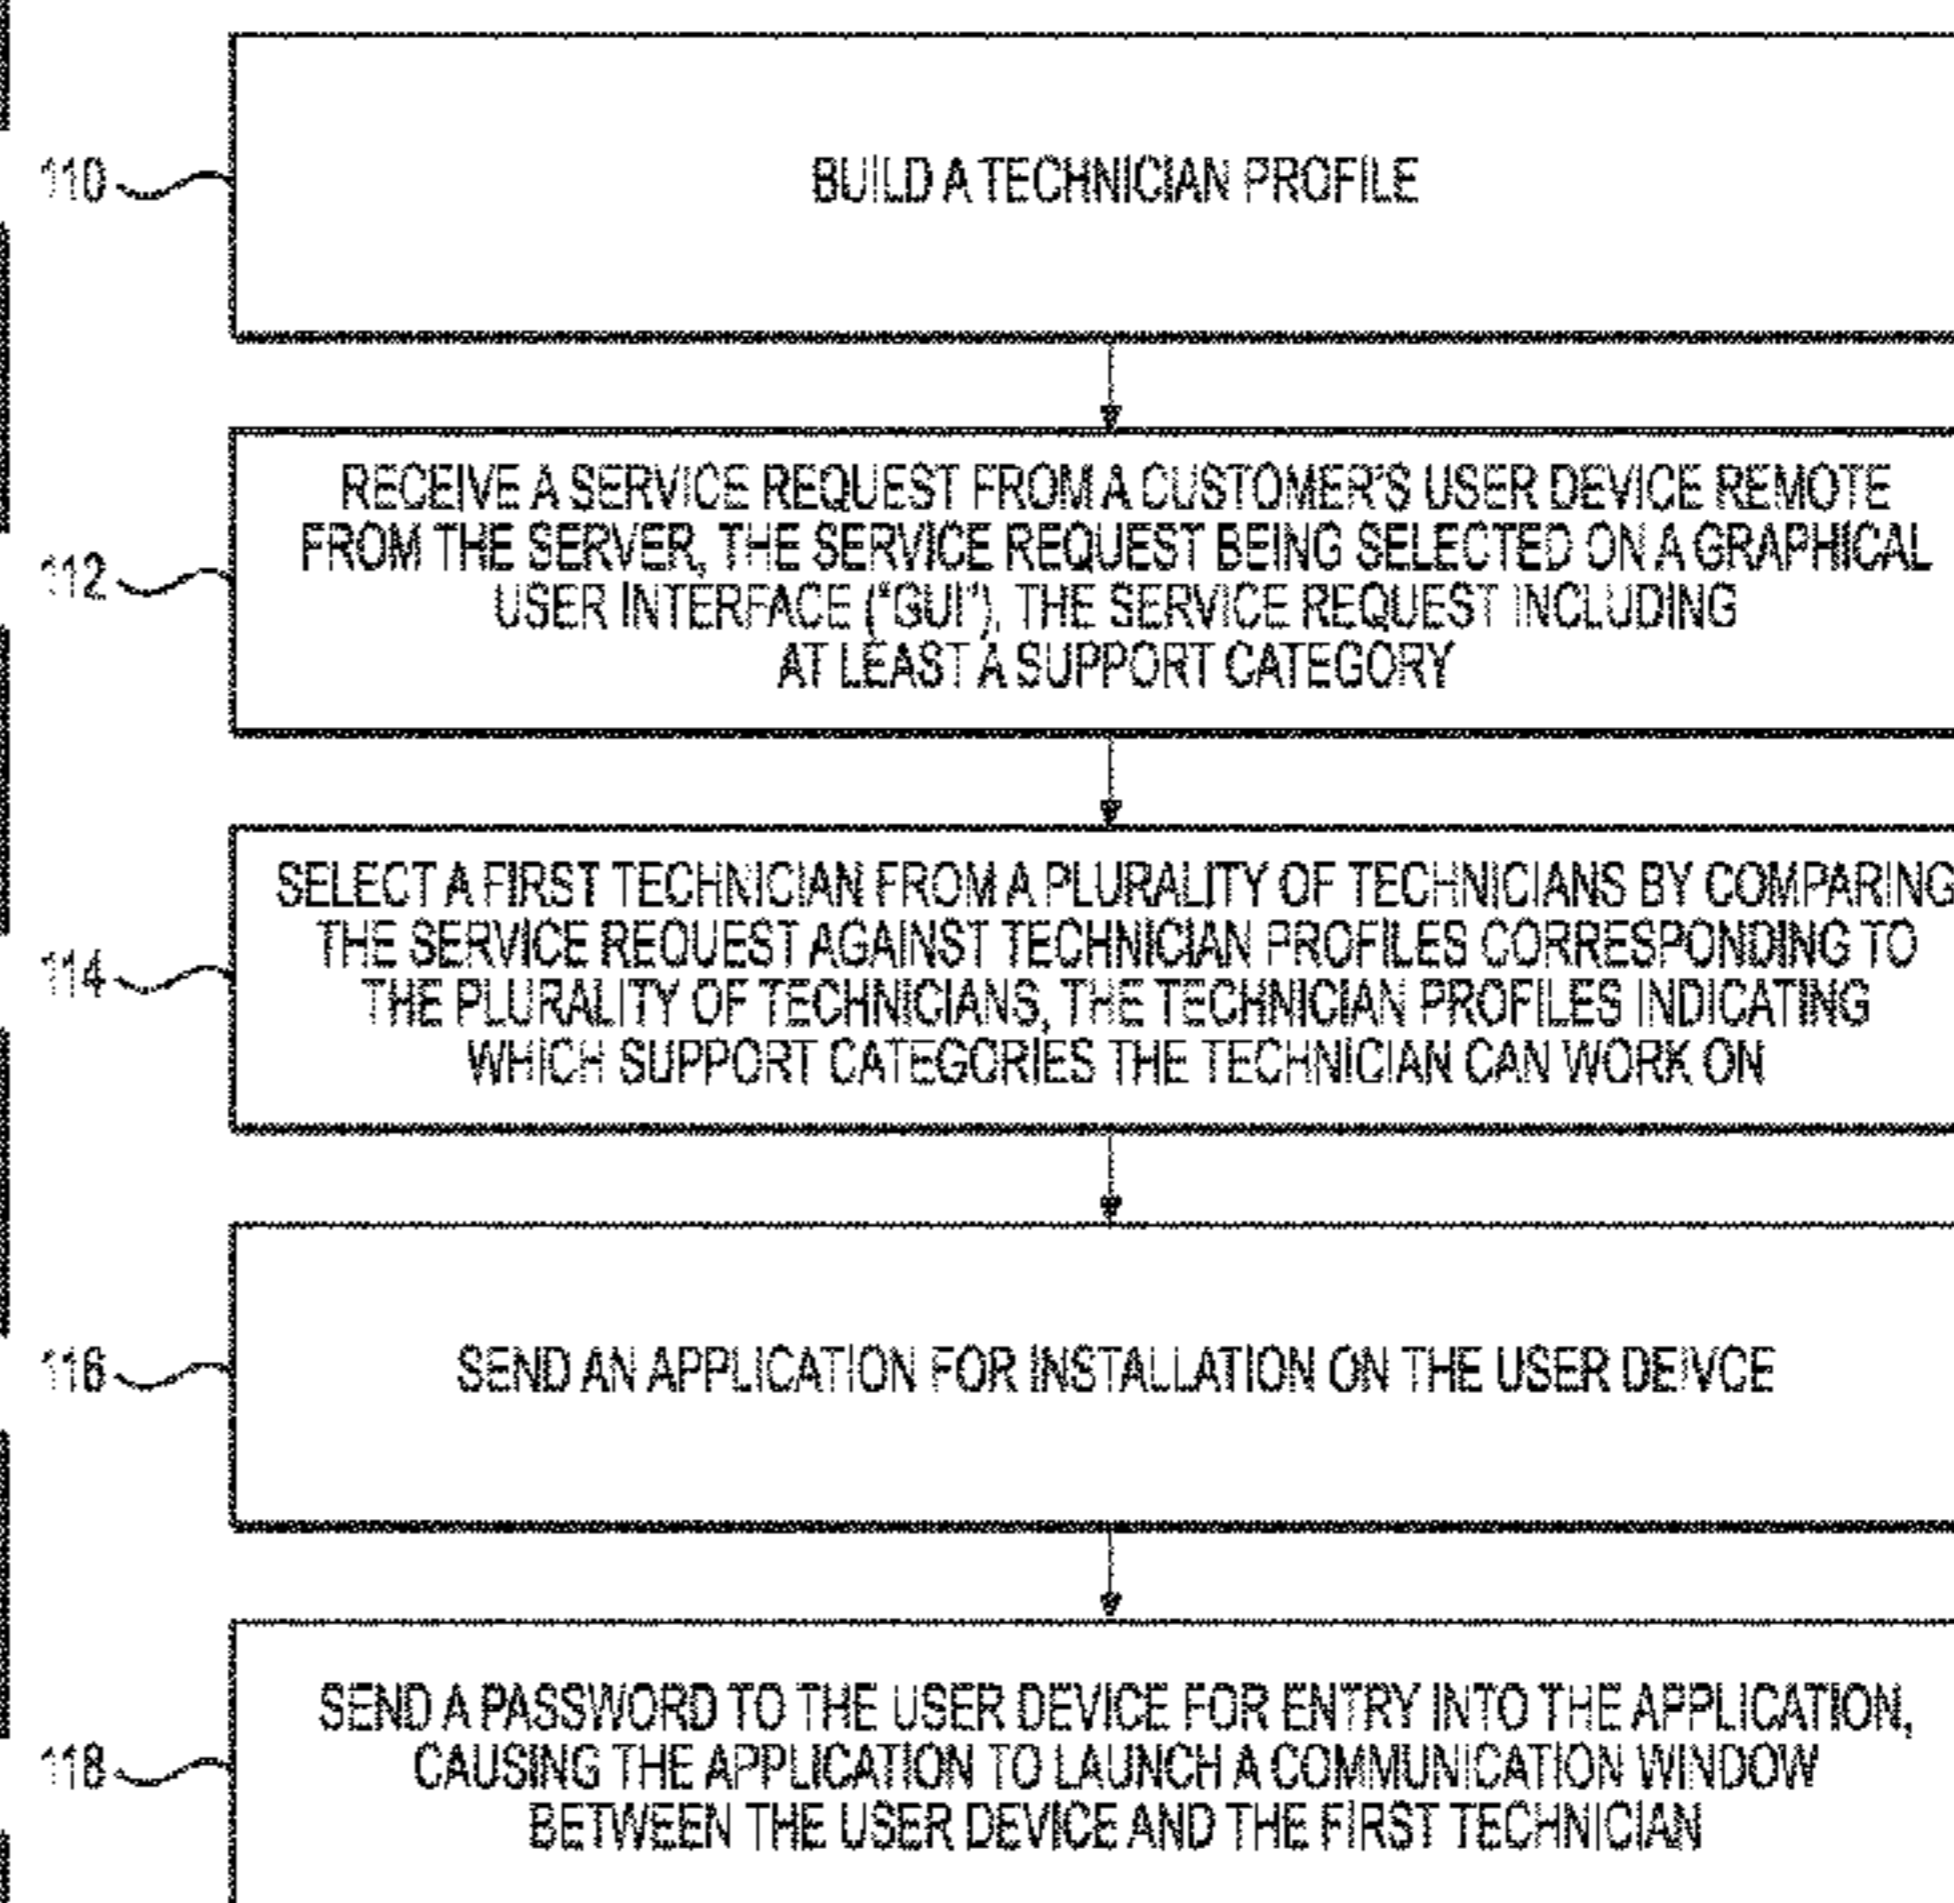 110
BUILD A TECHNICIAN PROFILE
112
RECEIVE A SERVICE REQUEST FROM A CUSTOMER'S USER DEVICE REMOTE
FROM THE SERVER, THE SERVICE REQUEST BEING SELECTED ON A GRAPHICAL
USER INTERFACE ("GUI"), THE SERVICE REQUEST INCLUDING
AT LEAST A SUPPORT CATEGORY
114
SELECT A FIRST TECHNICIAN FROM A PLURALITY OF TECHNICIANS BY COMPARING
THE SERVICE REQUEST AGAINST TECHNICIAN PROFILES CORRESPONDING TO
THE PLURALITY OF TECHNICIANS, THE TECHNICIAN PROFILES INDICATING
WHICH SUPPORT CATEGORIES THE TECHNICIAN CAN WORK ON
116
SEND AN APPLICATION FOR INSTALLATION ON THE USER DEIVCE
118
SEND A PASSWORD TO THE USER DEVICE FOR ENTRY INTO THE APPLICATION,
CAUSING THE APPLICATION TO LAUNCH A COMMUNICATION WINDOW
BETWEEN THE USER DEVICE AND THE FIRST TECHNICIAN